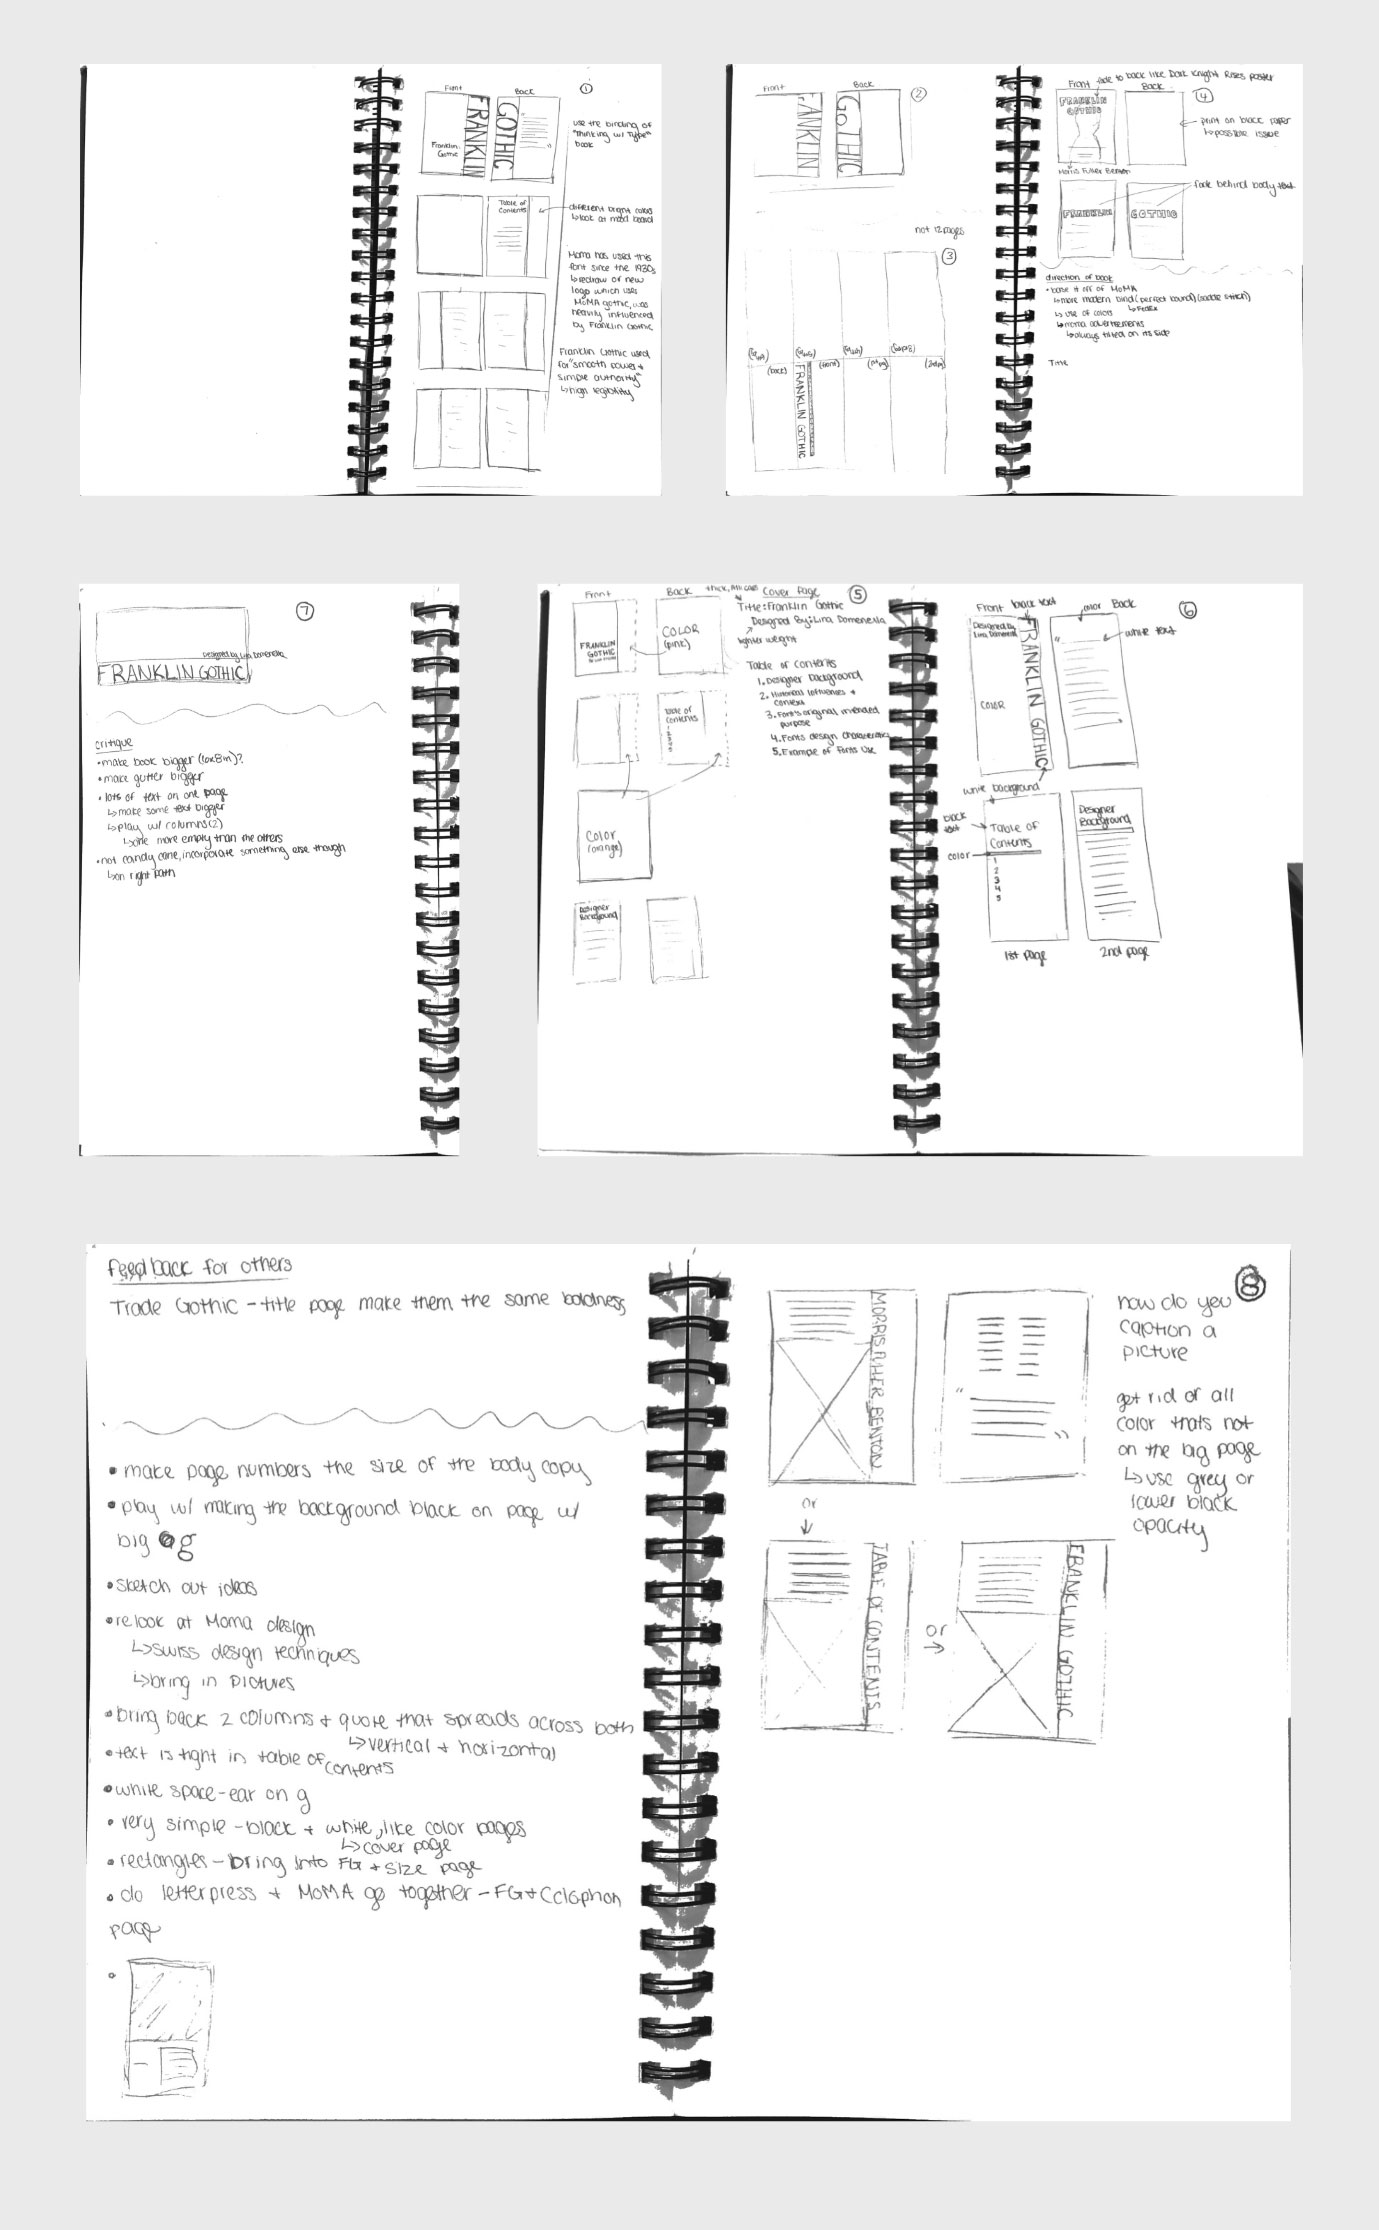 ①
Front
Back
FRANKLIN
GOTHIC
Franklin
Gothic
"
"
use the binding of
"Thinking w/ Type"
book
Table of
Contents
different bright colors
↳look at mood board
Moma has used this
font since the 1930s
↳redraw of new
logo which uses
MoMA gothic, was
heavily influenced
by Franklin Gothic
Franklin Gothic used
for "smooth power +
simple authority"
↳high legibility
②
Front
Back
FRANKLIN
GOTHIC
not 12 pages
③
(back)
(front)
FRANKLIN GOTHIC
④
Front
fade to back like Dark Knight Rises poster
Back
FRANKLIN
GOTHIC
print on black paper
↳possible issue
Morris Fuller Benton
fade behind body text
FRANKLIN
GOTHIC
direction of book
• base it off of MoMA
↳more modern bind (perfect bound) (saddle stitch)
↳FedEx
↳use of colors
↳moma advertisements
↳always tilted on its side
Title
⑦
Designed by Lira Domenella
FRANKLIN GOTHIC
critique
• make book bigger (6x8in)?
• make gutter bigger
• lots of text on one page
↳make some text bigger
↳play w/ columns (2)
↳one more empty than the others
• not candy cane, incorporate something else though
↳on right path
⑤
Front
Back
FRANKLIN
GOTHIC
COLOR
(pink)
thick, All caps
Cover Page
Title: Franklin Gothic
Designed By: Lira Domenella
lighter weight
Table of Contents
1. Designer background
2. Historical Influences +
context
3. Font's original intended
purpose
4. Fonts design characteristics
5. Example of Fonts Use
Table of
Contents
Color
(orange)
Designer
Background
⑥
Front
black text
color
Back
Designed by
Lira Domenella
FRANKLIN GOTHIC
COLOR
"
"
white text
white background
black
text
Table of
Contents
color
1
2
3
4
5
Designer
Background
1st page
2nd page
feedback for others
Trade Gothic - title page make them the same boldness
• make page numbers the size of the body copy
• play w/ making the background black on page w/
big g
• sketch out ideas
• relook at Moma design
↳swiss design techniques
↳bring in pictures
• bring back 2 columns + quote that spreads across both
↳vertical + horizontal
• text is tight in table of contents
• white space - ear on g
• very simple - black + white, like color pages
↳cover page
• rectangles - bring into FG + size page
• do letterpress + MoMA go together - FG + Cclophon
page
⑧
MORRIS FULLER BENTON
"
"
or
TABLE OF CONTENTS
or
FRANKLIN GOTHIC
how do you
caption a
picture
get rid of all
color thats not
on the big page
↳use grey or
lower black
opacity